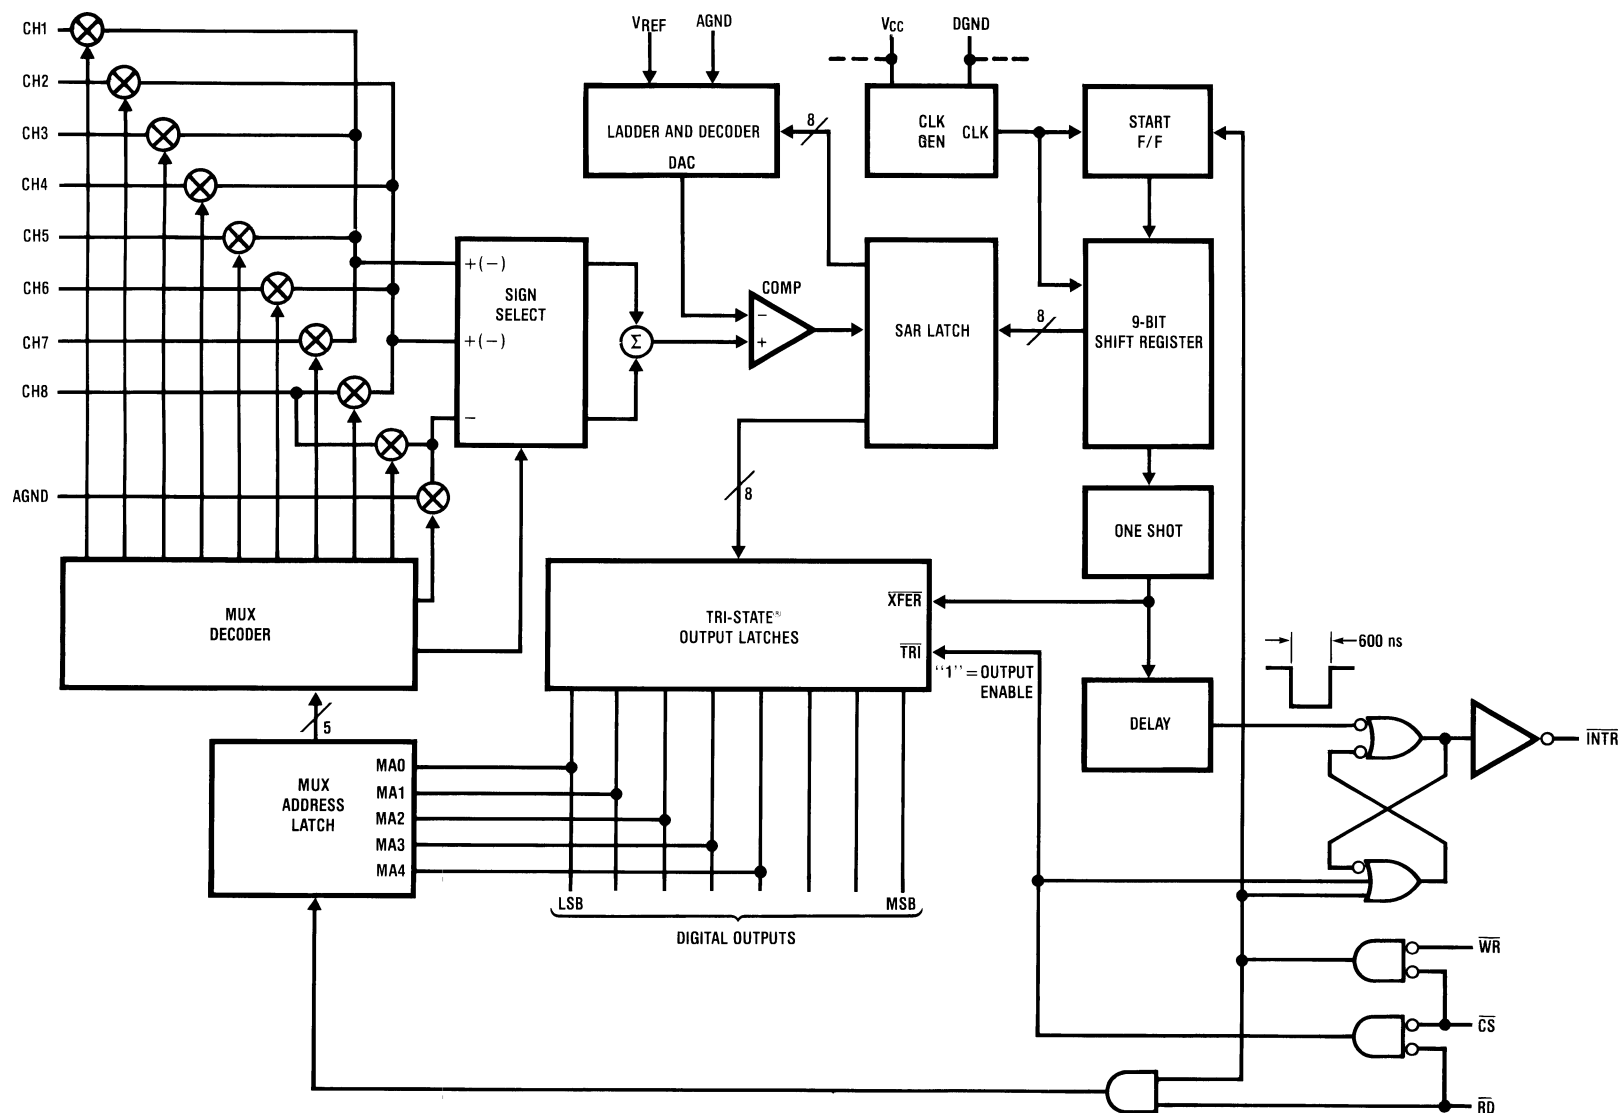 CH1
CH2
CH3
CH4
CH5
CH6
CH7
CH8
AGND
VREF
AGND
LADDER AND DECODER
DAC
8
VCC
DGND
CLK
GEN
CLK
START
F/F
+(−)
SIGN
SELECT
+(−)
−
Σ
COMP
−
+
SAR LATCH
8
9-BIT
SHIFT REGISTER
8
ONE SHOT
MUX
DECODER
5
TRI-STATE®
OUTPUT LATCHES
XFER
TRI
“1” = OUTPUT
ENABLE
DELAY
600 ns
INTR
MUX
ADDRESS
LATCH
MA0
MA1
MA2
MA3
MA4
LSB
MSB
DIGITAL OUTPUTS
WR
CS
RD